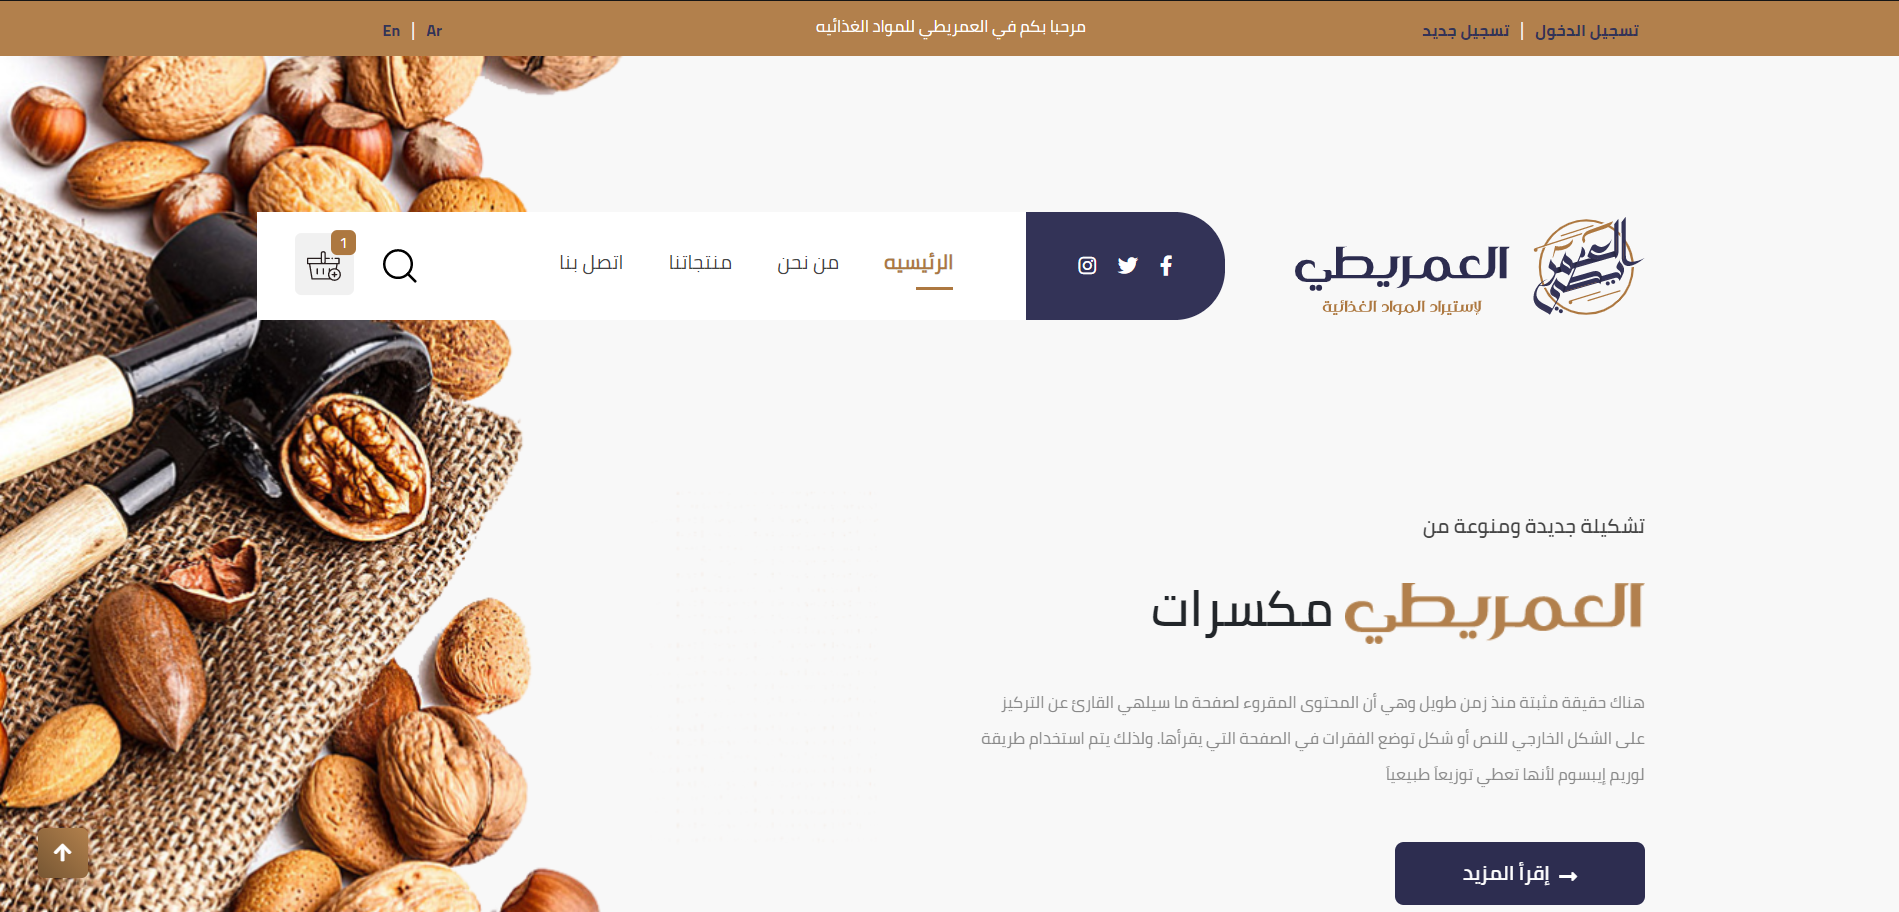 تسجيل الدخول | تسجيل جديد
مرحبا بكم في العمريطي للمواد الغذائيه
Ar | En
العمريطي
العمريطي
لإستيراد المواد الغذائية
الرئيسيه
من نحن
منتجاتنا
اتصل بنا
1
تشكيلة جديدة ومنوعة من
العمريطي مكسرات
هناك حقيقة مثبتة منذ زمن طويل وهي أن المحتوى المقروء لصفحة ما سيلهي القارئ عن التركيز
على الشكل الخارجي للنص أو شكل توضع الفقرات في الصفحة التي يقرأها. ولذلك يتم استخدام طريقة
لوريم إيبسوم لأنها تعطي توزيعاَ طبيعياَ
إقرأ المزيد